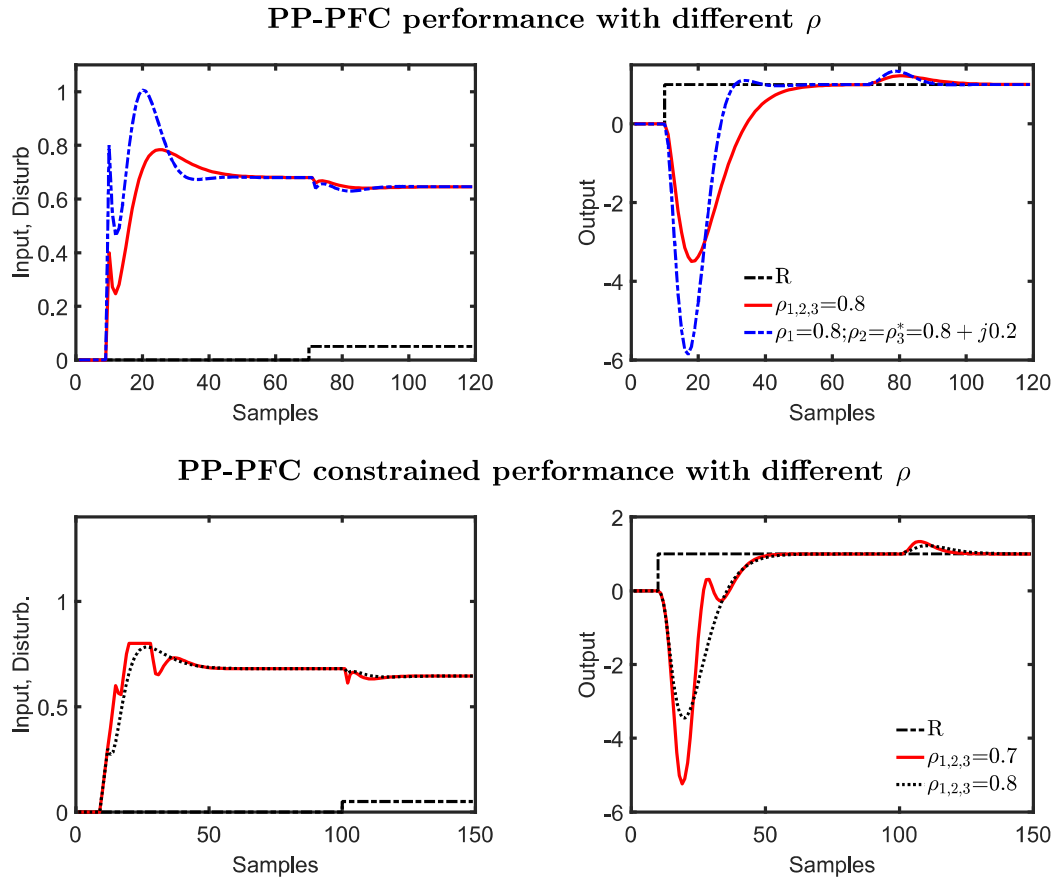 PP-PFC performance with different ρ
Input, Disturb
1
0.8
0.6
0.4
0.2
0
0 20 40 60 80 100 120
Samples
Output
0
-2
-4
-6
0 20 40 60 80 100 120
Samples
R
ρ1,2,3=0.8
ρ1=0.8;ρ2=ρ3*=0.8 + j0.2
PP-PFC constrained performance with different ρ
Input, Disturb.
1
0.5
0
0 50 100 150
Samples
Output
2
0
-2
-4
-6
0 50 100 150
Samples
R
ρ1,2,3=0.7
ρ1,2,3=0.8